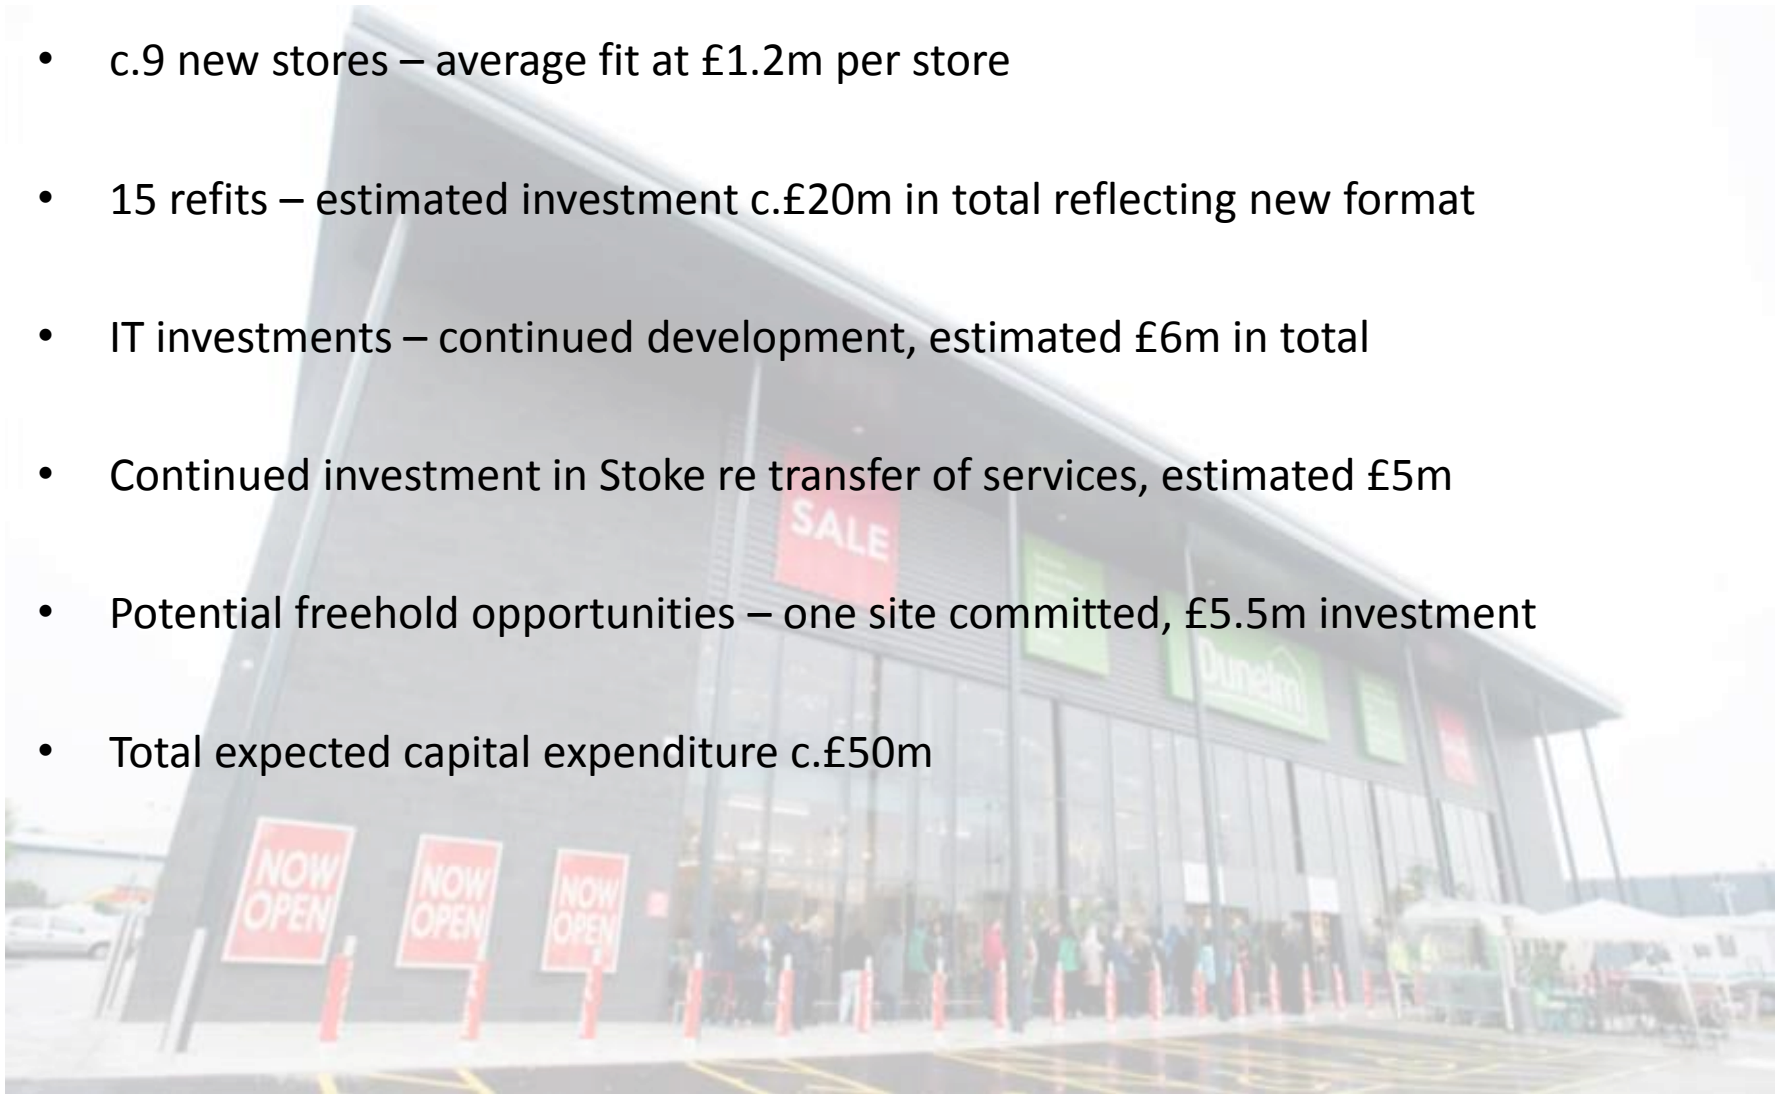 • c.9 new stores – average fit at £1.2m per store
• 15 refits – estimated investment c.£20m in total reflecting new format
• IT investments – continued development, estimated £6m in total
• Continued investment in Stoke re transfer of services, estimated £5m
SALE
• Potential freehold opportunities – one site committed, £5.5m investment
Dunelm
• Total expected capital expenditure c.£50m
NOW
OPEN
NOW
OPEN
NOW
OPEN